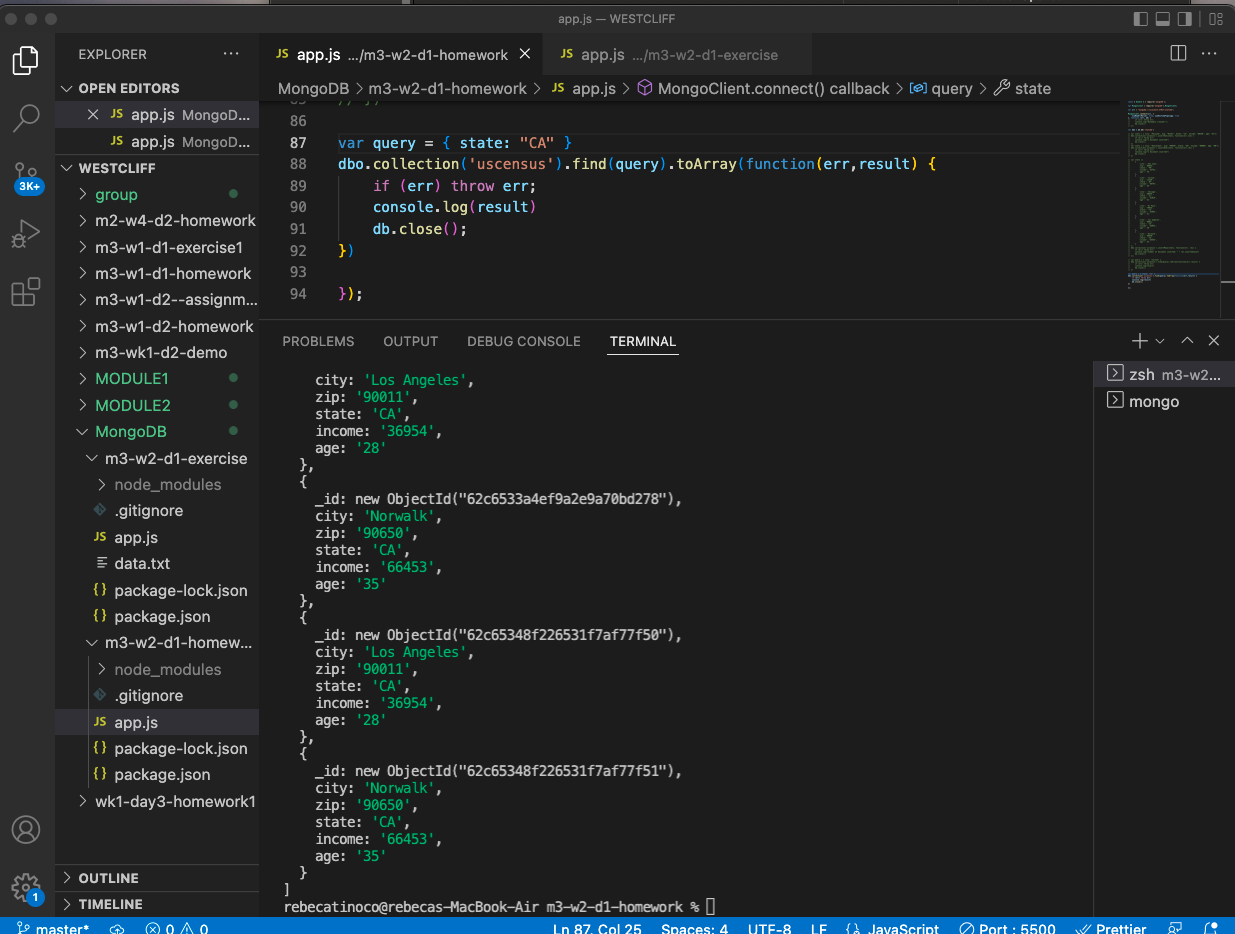 app.js — WESTCLIFF
EXPLORER
OPEN EDITORS
JS app.js MongoD...
JS app.js MongoD...
WESTCLIFF
group
m2-w4-d2-homework
m3-w1-d1-exercise1
m3-w1-d1-homework
m3-w1-d2--assignm...
m3-w1-d2-homework
m3-wk1-d2-demo
MODULE1
MODULE2
MongoDB
m3-w2-d1-exercise
node_modules
.gitignore
JS app.js
data.txt
{} package-lock.json
{} package.json
m3-w2-d1-homew...
node_modules
.gitignore
JS app.js
{} package-lock.json
{} package.json
wk1-day3-homework1
OUTLINE
TIMELINE
3K+
1
JS app.js .../m3-w2-d1-homework
JS app.js .../m3-w2-d1-exercise
MongoDB > m3-w2-d1-homework > JS app.js > MongoClient.connect() callback > query > state
86
87 var query = { state: "CA" }
88 dbo.collection('uscensus').find(query).toArray(function(err,result) {
89 if (err) throw err;
90 console.log(result)
91 db.close();
92 })
93
94 });
PROBLEMS OUTPUT DEBUG CONSOLE TERMINAL
zsh m3-w2...
mongo
city: 'Los Angeles',
zip: '90011',
state: 'CA',
income: '36954',
age: '28'
},
{
_id: new ObjectId("62c6533a4ef9a2e9a70bd278"),
city: 'Norwalk',
zip: '90650',
state: 'CA',
income: '66453',
age: '35'
},
{
_id: new ObjectId("62c65348f226531f7af77f50"),
city: 'Los Angeles',
zip: '90011',
state: 'CA',
income: '36954',
age: '28'
},
{
_id: new ObjectId("62c65348f226531f7af77f51"),
city: 'Norwalk',
zip: '90650',
state: 'CA',
income: '66453',
age: '35'
}
]
rebecatinoco@rebecas-MacBook-Air m3-w2-d1-homework %
master* 0 0 Ln 87, Col 25 Spaces: 4 UTF-8 LF {} JavaScript Port : 5500 Prettier